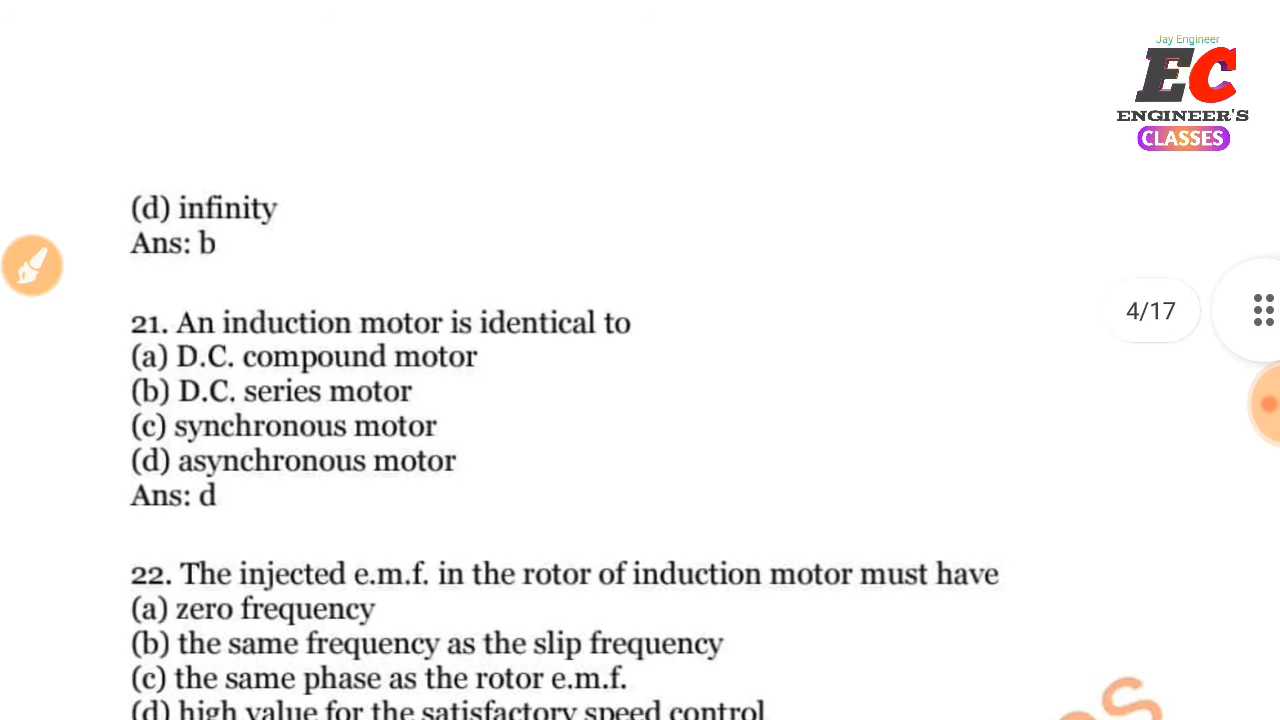 Jay Engineer
EC
ENGINEER'S
CLASSES
(d) infinity
Ans: b
21. An induction motor is identical to
(a) D.C. compound motor
(b) D.C. series motor
(c) synchronous motor
(d) asynchronous motor
Ans: d
4/17
22. The injected e.m.f. in the rotor of induction motor must have
(a) zero frequency
(b) the same frequency as the slip frequency
(c) the same phase as the rotor e.m.f.
(d) high value for the satisfactory speed control